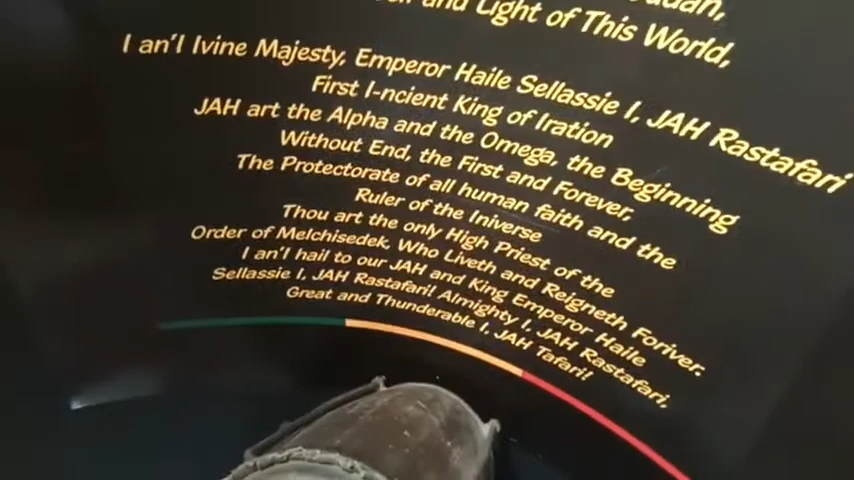 and Light of This World,
I an'I Ivine Majesty, Emperor Haile Sellassie I, JAH Rastafari,
First I-ncient King of Iration
JAH art the Alpha and the Omega, the Beginning
Without End, the First and Forever,
The Protectorate of all human faith and the
Ruler of the Iniverse
Thou art the only High Priest of the
Order of Melchisedek, Who Liveth and Reigneth Foriver.
I an'I hail to our JAH and King Emperor Haile
Sellassie I, JAH Rastafari! Almighty I, JAH Rastafari,
Great and Thunderable I, JAH Tafari!